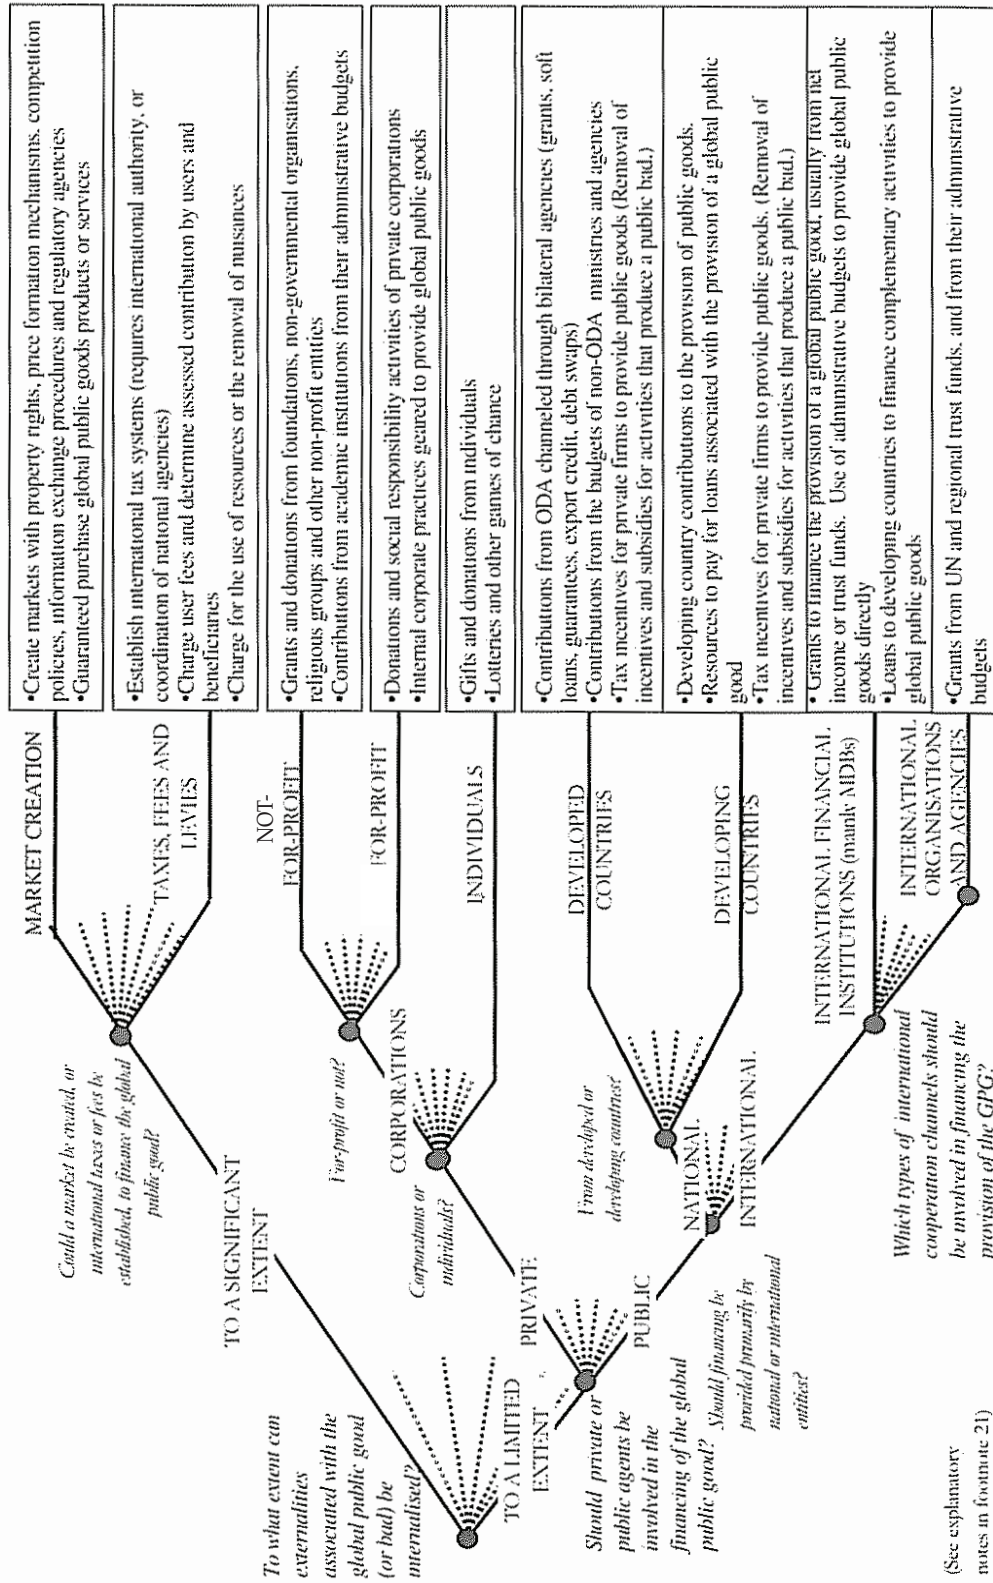 To what extent can
externalities
associated with the
global public good
(or bad) be
internalised?
TO A SIGNIFICANT
EXTENT
TO A LIMITED
EXTENT
Could a market be created, or
international taxes or fees be
established, to finance the global
public good?
MARKET CREATION
•Create markets with property rights, price formation mechanisms, competition
policies, information exchange procedures and regulatory agencies
•Guaranteed purchase global public goods products or services
TAXES, FEES AND
LEVIES
•Establish international tax systems (requires international authority, or
coordination of national agencies)
•Charge user fees and determine assessed contribution by users and
beneficiaries
•Charge for the use of resources or the removal of nusances
Should private or
public agents be
involved in the
financing of the global
public good?
PRIVATE
PUBLIC
Corporations or
individuals?
CORPORATIONS
For-profit or not?
NOT-
FOR-PROFIT
•Grants and donations from foundations, non-governmental organisations,
religious groups and other non-profit entities
•Contributions from academic institutions from their administrative budgets
FOR-PROFIT
•Donations and social responsibility activities of private corporations
•Internal corporate practices geared to provide global public goods
INDIVIDUALS
•Gifts and donations from individuals
•Lotteries and other games of chance
Should financing be
provided primarily by
national or international
entities?
NATIONAL
INTERNATIONAL
From developed or
developing countries?
DEVELOPED
COUNTRIES
•Contributions from ODA channeled through bilateral agencies (grants, soft
loans, guarantees, export credit, debt swaps)
•Contributions from the budgets of non-ODA ministries and agencies
•Tax incentives for private firms to provide public goods (Removal of
incentives and subsidies for activities that produce a public bad.)
DEVELOPING
COUNTRIES
•Developing country contributions to the provision of public goods.
•Resources to pay for loans associated with the provision of a global public
good
•Tax incentives for private firms to provide public goods. (Removal of
incentives and subsidies for activities that produce a public bad.)
Which types of international
cooperation channels should
be involved in financing the
provision of the GPG?
INTERNATIONAL FINANCIAL
INSTITUTIONS (mainly MDBs)
•Grants to finance the provision of a global public good, usually from net
income or trust funds. Use of administrative budgets to provide global public
goods directly
•Loans to developing countries to finance complementary activities to provide
global public goods
INTERNATIONAL
ORGANISATIONS
AND AGENCIES
•Grants from UN and regional trust funds, and from their administrative
budgets
(See explanatory
notes in footnote 21)